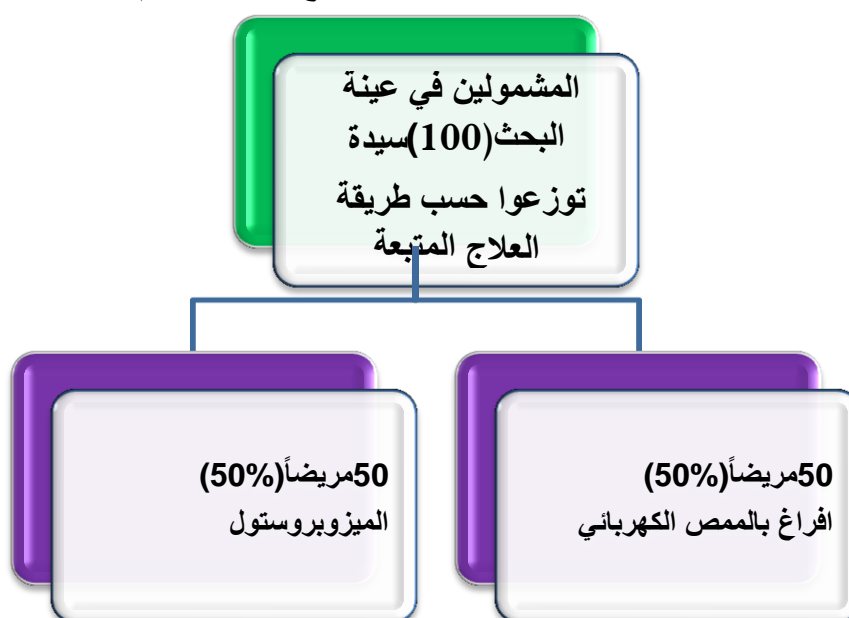 المشمولين في عينة
البحث(100)سيدة
توزعوا حسب طريقة
العلاج المتبعة
50مريضاً(50%)
افراغ بالممص الكهربائي
50مريضاً(50%)
الميزوبروستول